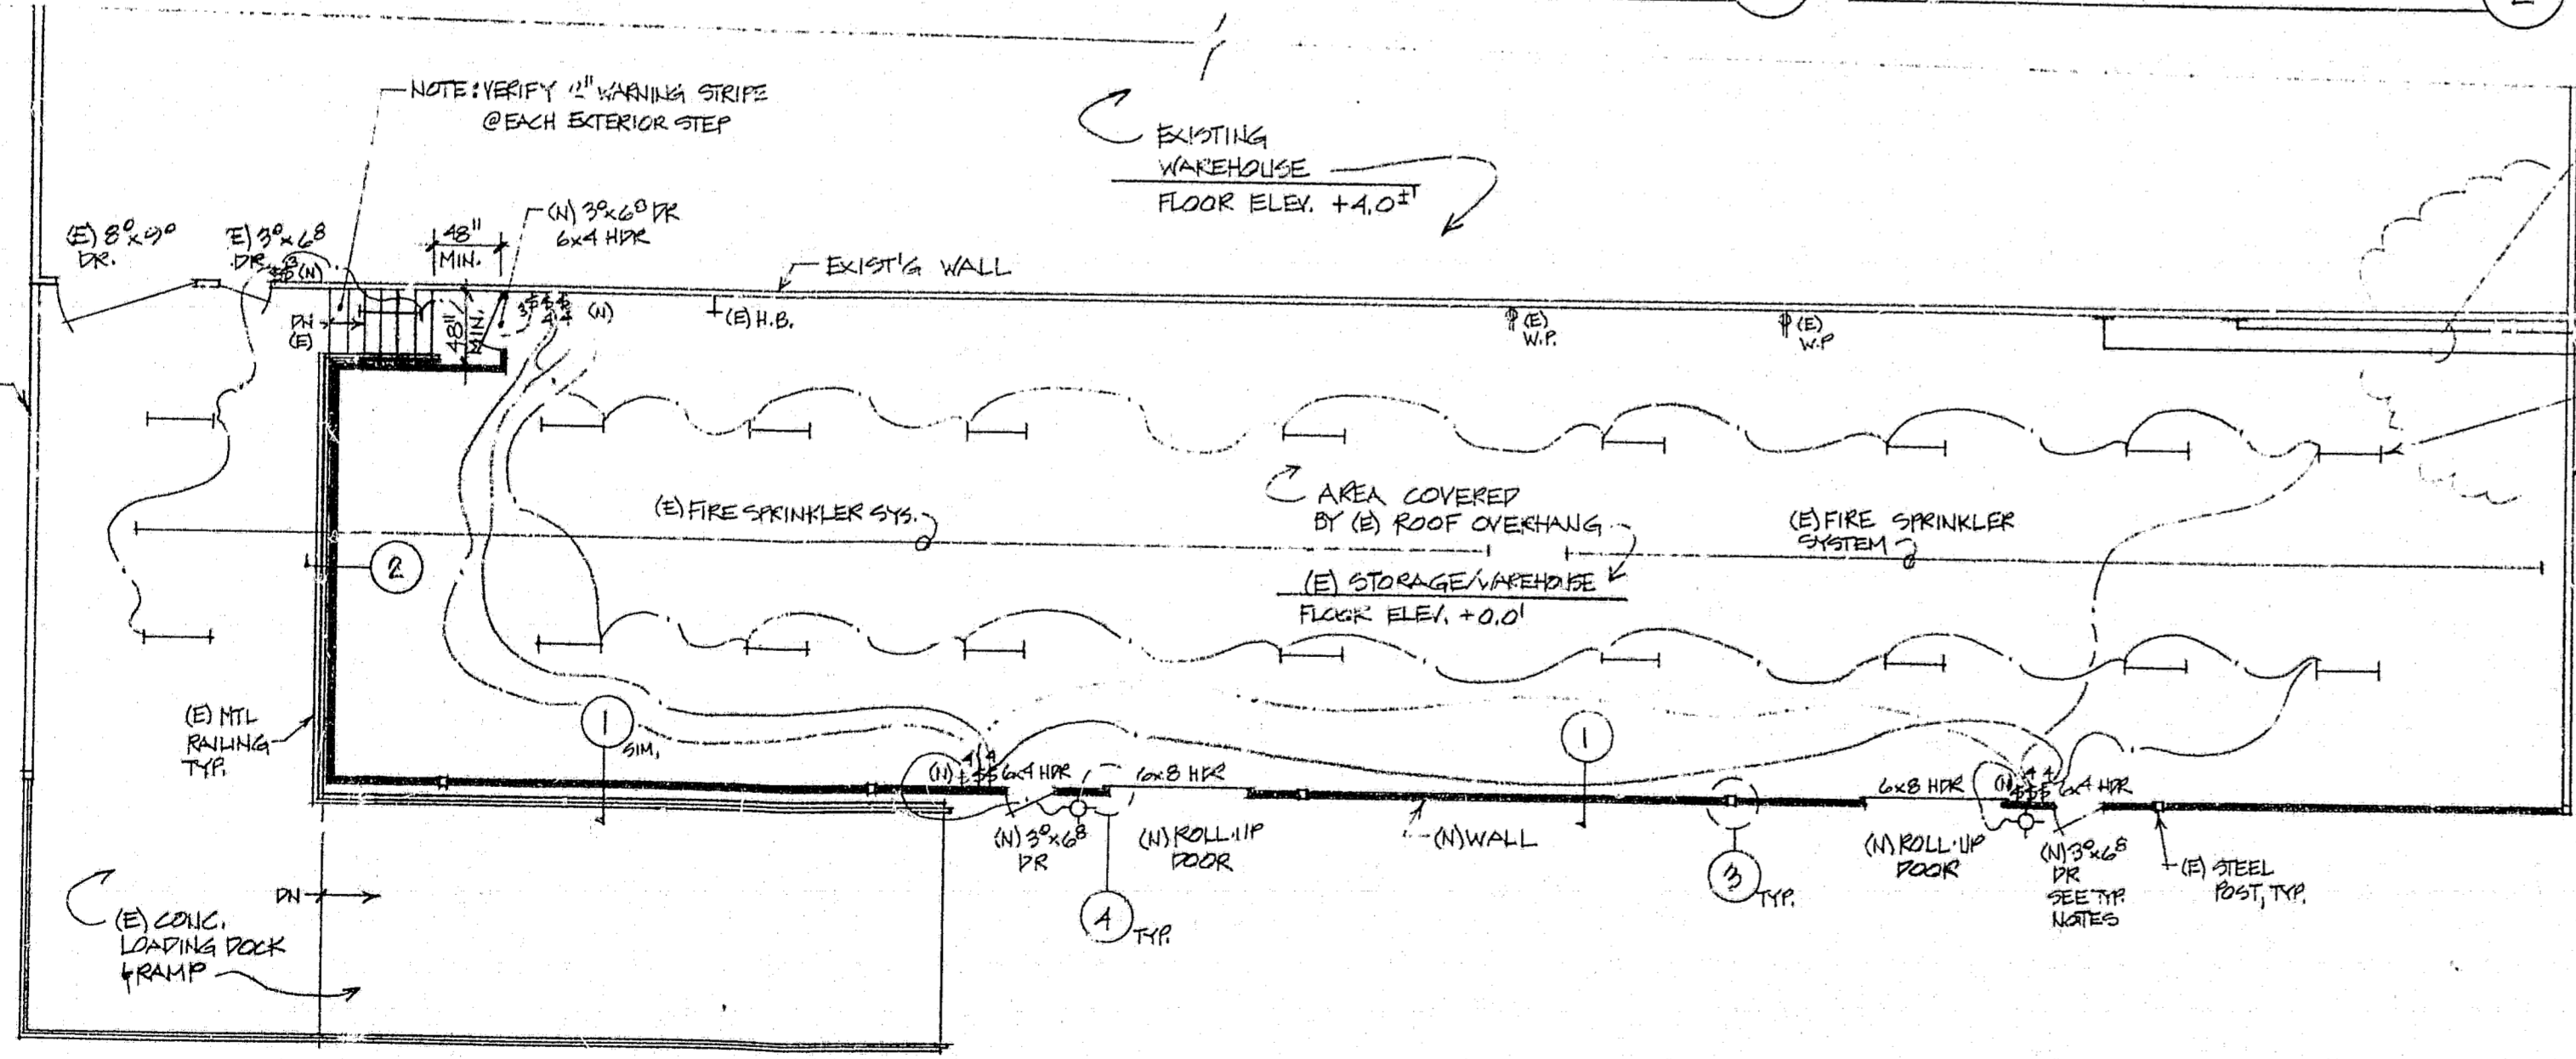 NOTE: VERIFY 2" WARNING STRIPE
@ EACH EXTERIOR STEP
EXISTING
WAREHOUSE
FLOOR ELEV. +4.0±'
(E) 8⁰x9⁰
DR.
(E) 3⁰x6⁸
DR.
(N)
48"
MIN.
(N) 3⁰x6⁸ DR
6x4 HDR
EXIST'G WALL
DN
(E)
48"
MIN.
(N)
(E) H.B.
(E)
W.P.
(E)
W.P
AREA COVERED
BY (E) ROOF OVERHANG
(E) FIRE SPRINKLER SYS.
(E) FIRE SPRINKLER
SYSTEM
2
(E) STORAGE/WAREHOUSE
FLOOR ELEV. +0.0'
(E) MTL
RAILING
TYP.
1
SIM.
1
(N)
6x4 HDR
6x8 HDR
6x8 HDR
(N)
6x4 HDR
(N) 3⁰x6⁸
DR
(N) ROLL-UP
DOOR
(N) WALL
(N) ROLL-UP
DOOR
(N) 3⁰x6⁸
DR
SEE TYP.
NOTES
(E) STEEL
POST, TYP.
3
TYP.
4
TYP.
DN
(E) CONC.
LOADING DOCK
& RAMP